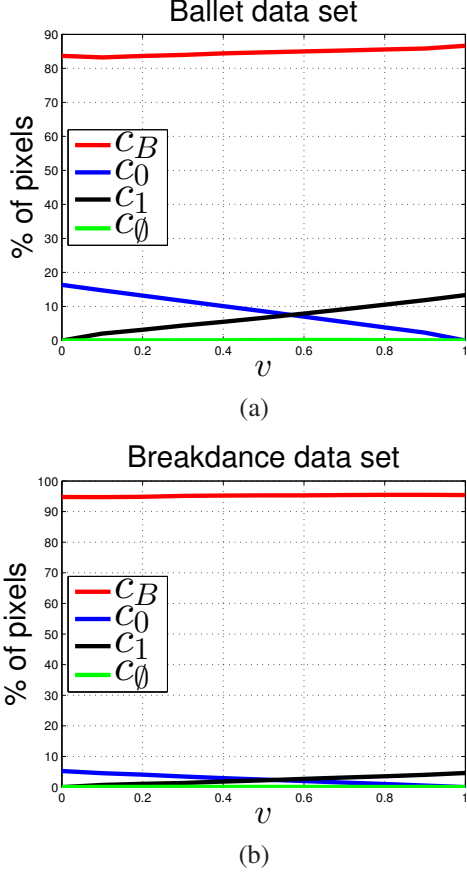 Ballet data set
90
80
70
60
50
40
30
20
10
0
% of pixels
c_B
c_0
c_1
c_∅
0 0.2 0.4 0.6 0.8 1
v
(a)
Breakdance data set
100
90
80
70
60
50
40
30
20
10
0
% of pixels
c_B
c_0
c_1
c_∅
0 0.2 0.4 0.6 0.8 1
v
(b)